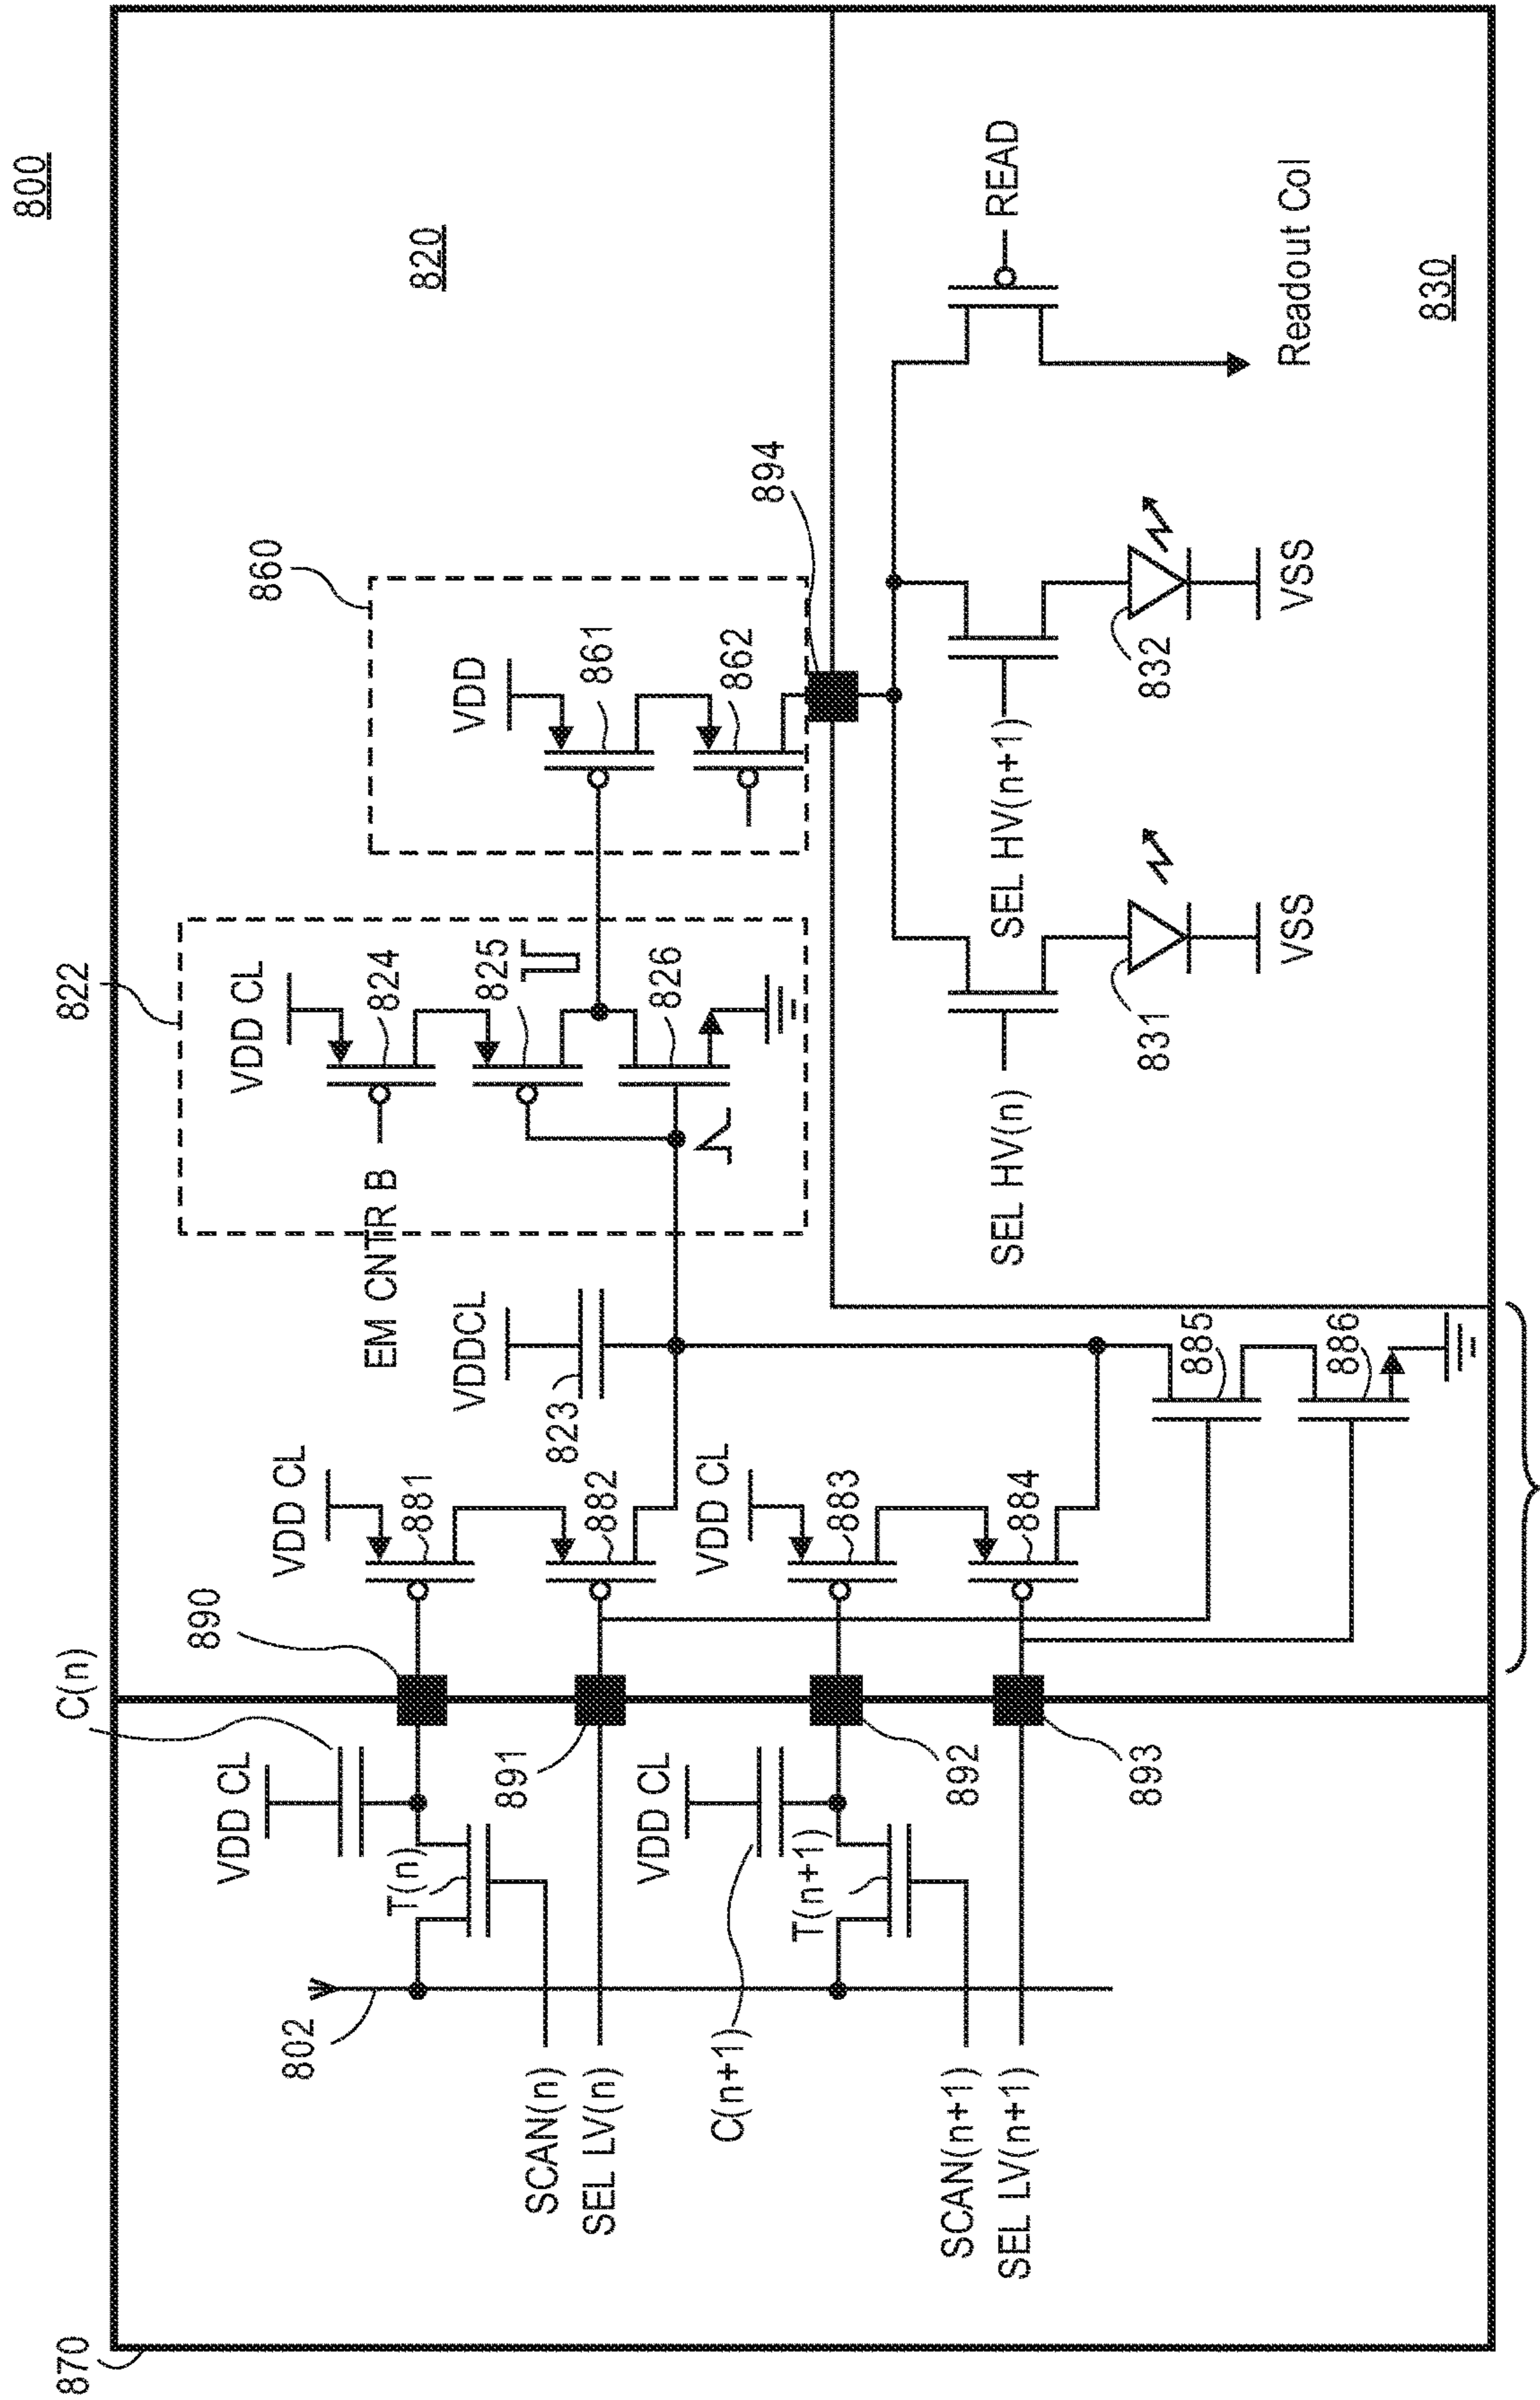 800
870
820
830
822
860
890
C(n)
VDD CL
T(n)
802
SCAN(n)
SEL LV(n)
891
VDD CL
C(n+1)
T(n+1)
SCAN(n+1)
SEL LV(n+1)
892
893
VDD CL
881
882
VDD CL
883
884
885
886
VDDCL
823
EM CNTR B
VDD CL
824
825
826
VDD
861
862
894
SEL HV(n)
831
VSS
SEL HV(n+1)
832
VSS
READ
Readout Col